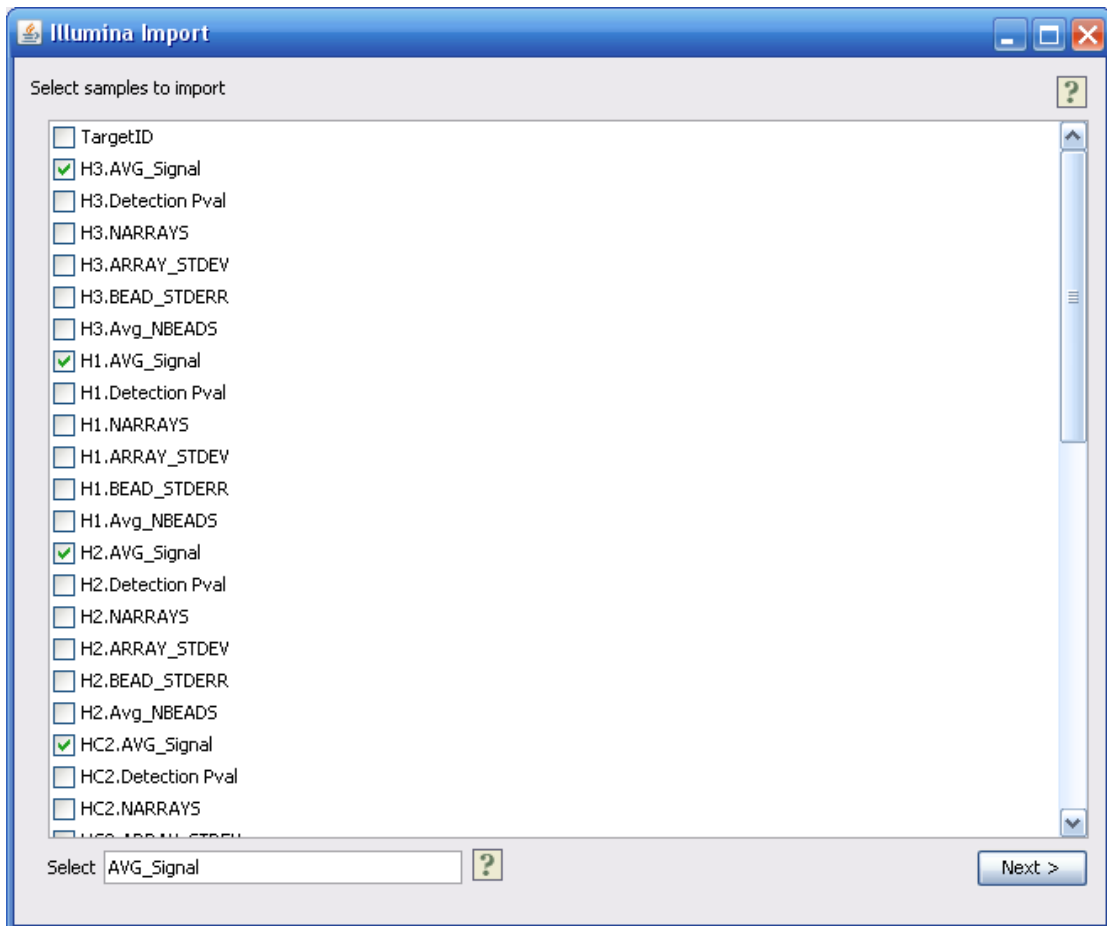 Illumina Import
Select samples to import
?
TargetID
H3.AVG_Signal
H3.Detection Pval
H3.NARRAYS
H3.ARRAY_STDEV
H3.BEAD_STDERR
H3.Avg_NBEADS
H1.AVG_Signal
H1.Detection Pval
H1.NARRAYS
H1.ARRAY_STDEV
H1.BEAD_STDERR
H1.Avg_NBEADS
H2.AVG_Signal
H2.Detection Pval
H2.NARRAYS
H2.ARRAY_STDEV
H2.BEAD_STDERR
H2.Avg_NBEADS
HC2.AVG_Signal
HC2.Detection Pval
HC2.NARRAYS
Select AVG_Signal ? Next >